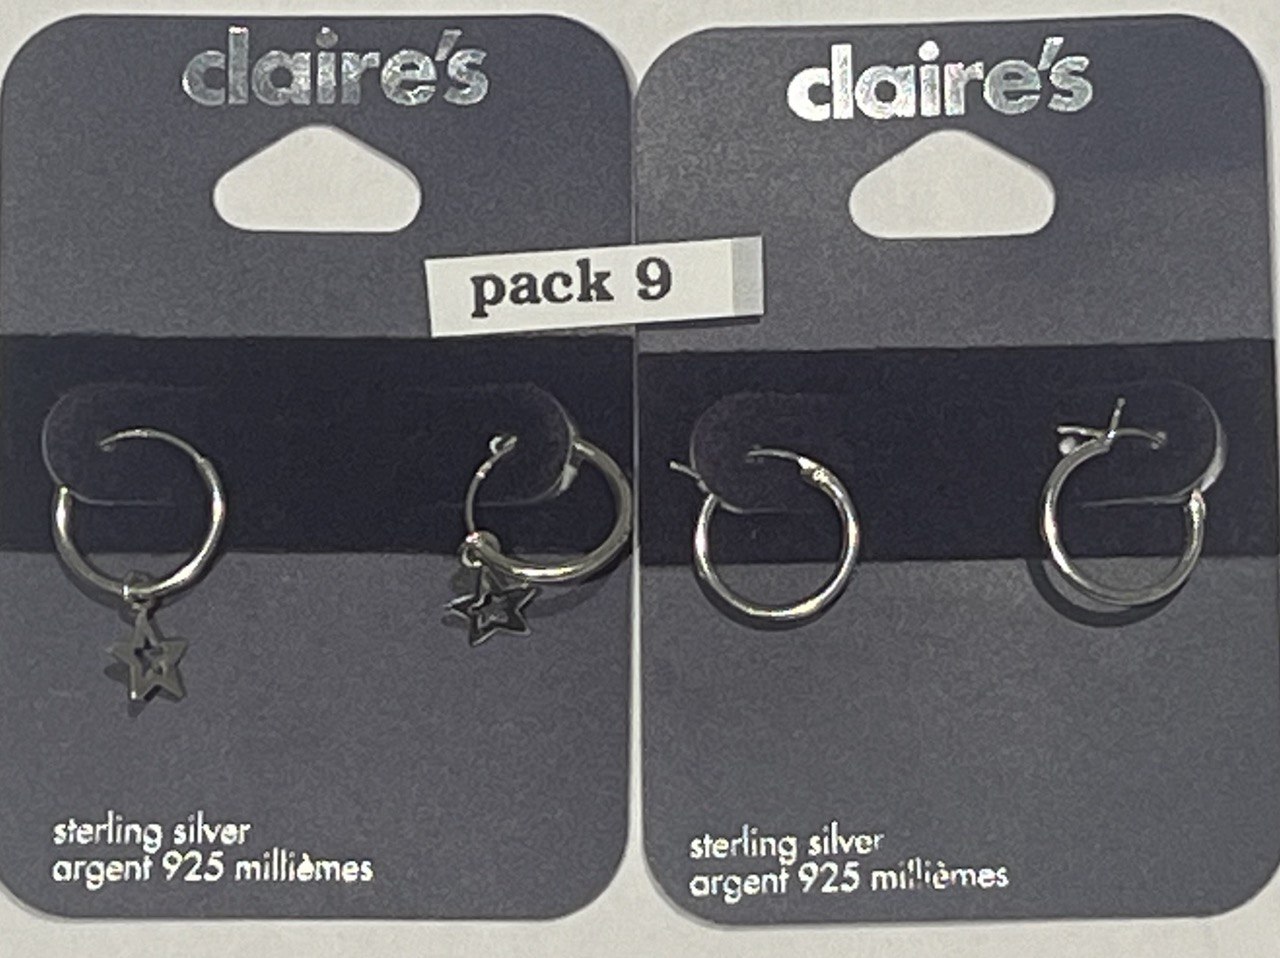 claire's
claire's
pack 9
sterling silver
argent 925 millièmes
sterling silver
argent 925 millièmes